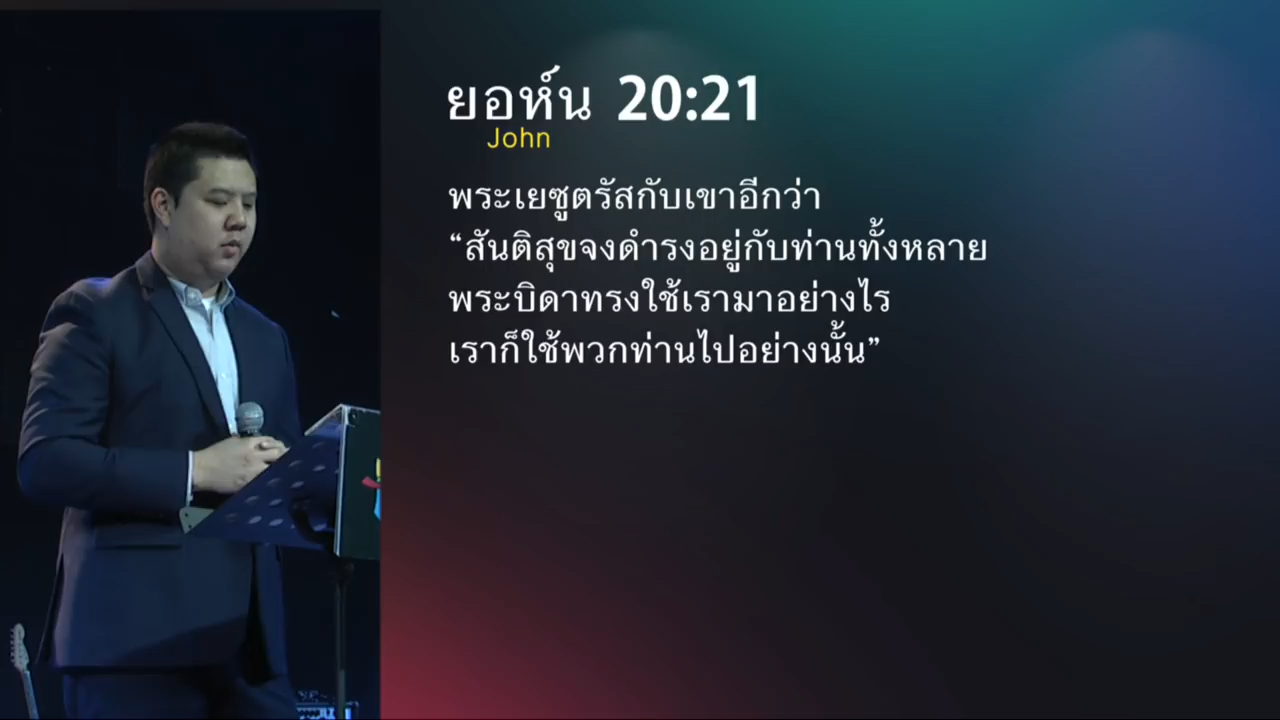 ยอห์น 20:21
John
พระเยซูตรัสกับเขาอีกว่า
“สันติสุขจงดำรงอยู่กับท่านทั้งหลาย
พระบิดาทรงใช้เรามาอย่างไร
เราก็ใช้พวกท่านไปอย่างนั้น”